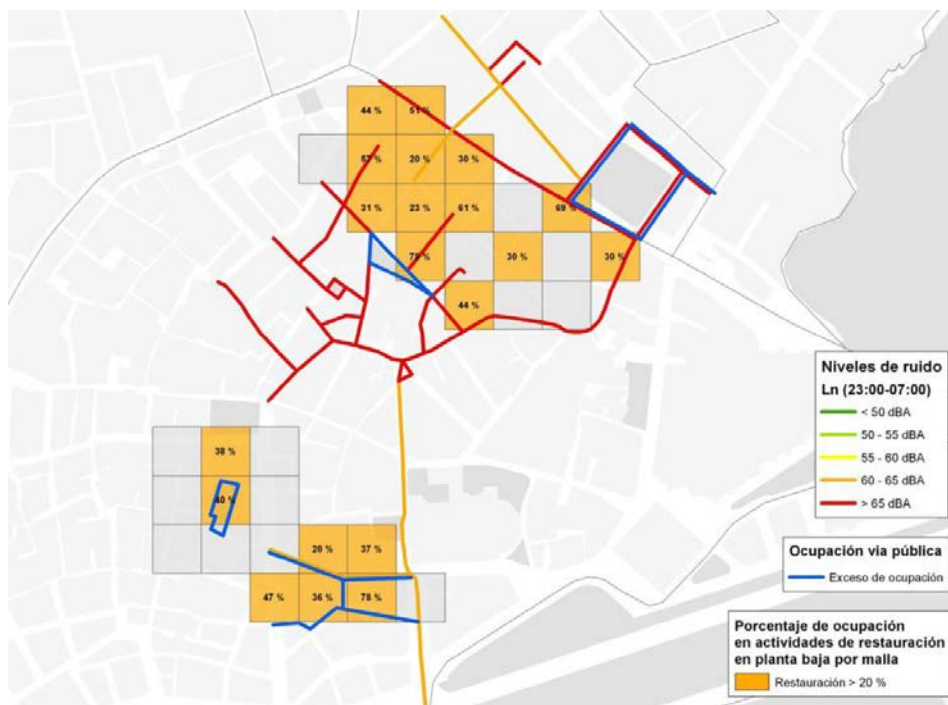 44 % 51 %
57 % 20 % 30 %
31 % 23 % 61 % 69 %
30 % 30 %
44 %
38 %
40 %
20 % 37 %
47 % 36 % 78 %
Niveles de ruido
Ln (23:00-07:00)
< 50 dBA
50 - 55 dBA
55 - 60 dBA
60 - 65 dBA
> 65 dBA
Ocupación via pública
Exceso de ocupación
Porcentaje de ocupación
en actividades de restauración
en planta baja por malla
Restauración > 20 %